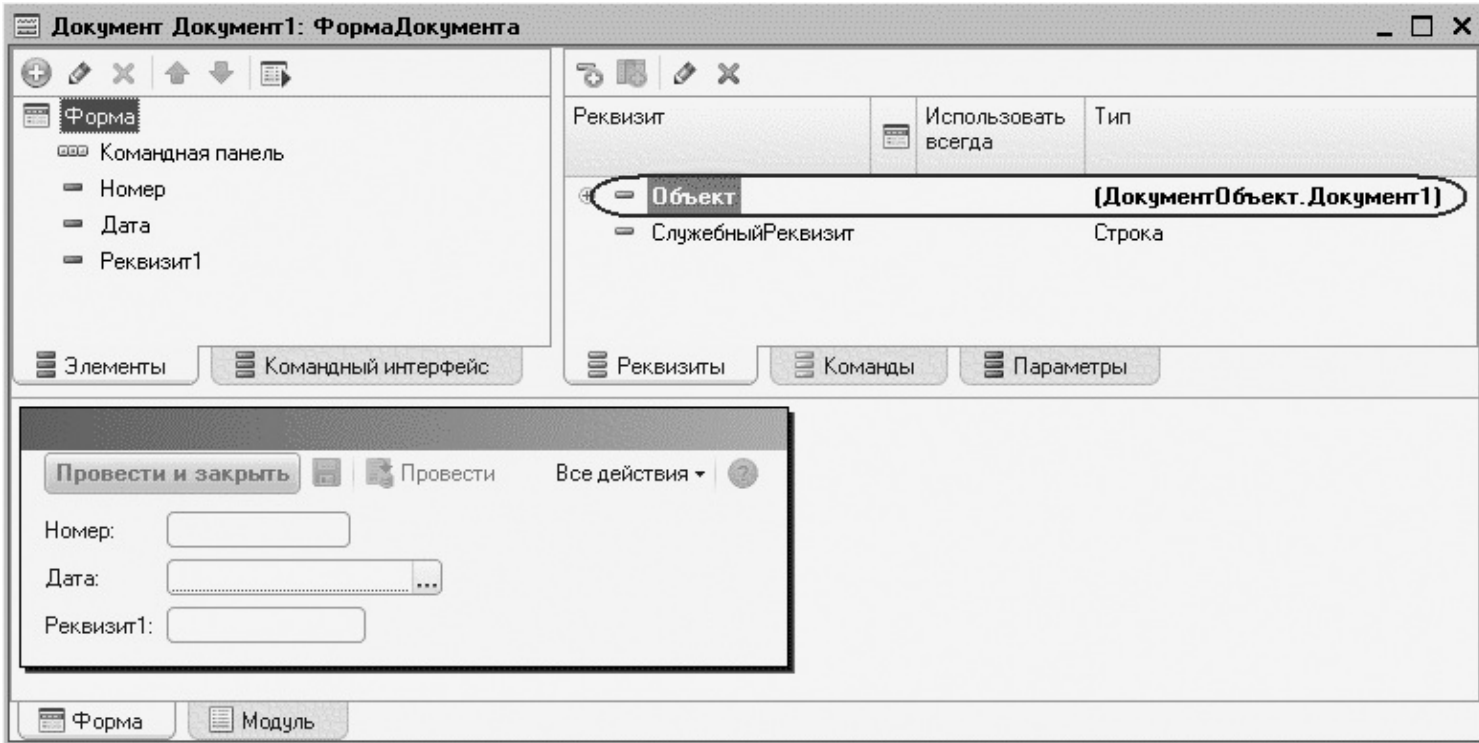 Документ Документ1: ФормаДокумента
Форма
Командная панель
Номер
Дата
Реквизит1
Элементы
Командный интерфейс
Реквизит
Использовать всегда
Тип
Объект
(ДокументОбъект.Документ1)
СлужебныйРеквизит
Строка
Реквизиты
Команды
Параметры
Провести и закрыть
Провести
Все действия
Номер:
Дата:
...
Реквизит1:
Форма
Модуль